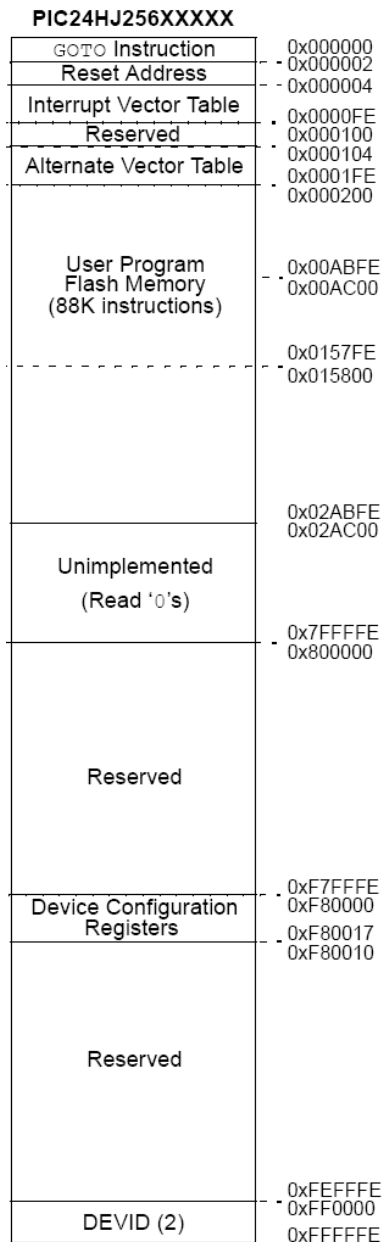 PIC24HJ256XXXXX
GOTO Instruction
0x000000
0x000002
Reset Address
0x000004
Interrupt Vector Table
0x0000FE
0x000100
Reserved
0x000104
Alternate Vector Table
0x0001FE
0x000200
User Program
Flash Memory
(88K instructions)
0x00ABFE
0x00AC00
0x0157FE
0x015800
0x02ABFE
0x02AC00
Unimplemented
(Read ‘0’s)
0x7FFFFE
0x800000
Reserved
0xF7FFFE
0xF80000
Device Configuration
Registers
0xF80017
0xF80010
Reserved
0xFEFFFE
0xFF0000
DEVID (2)
0xFFFFFE